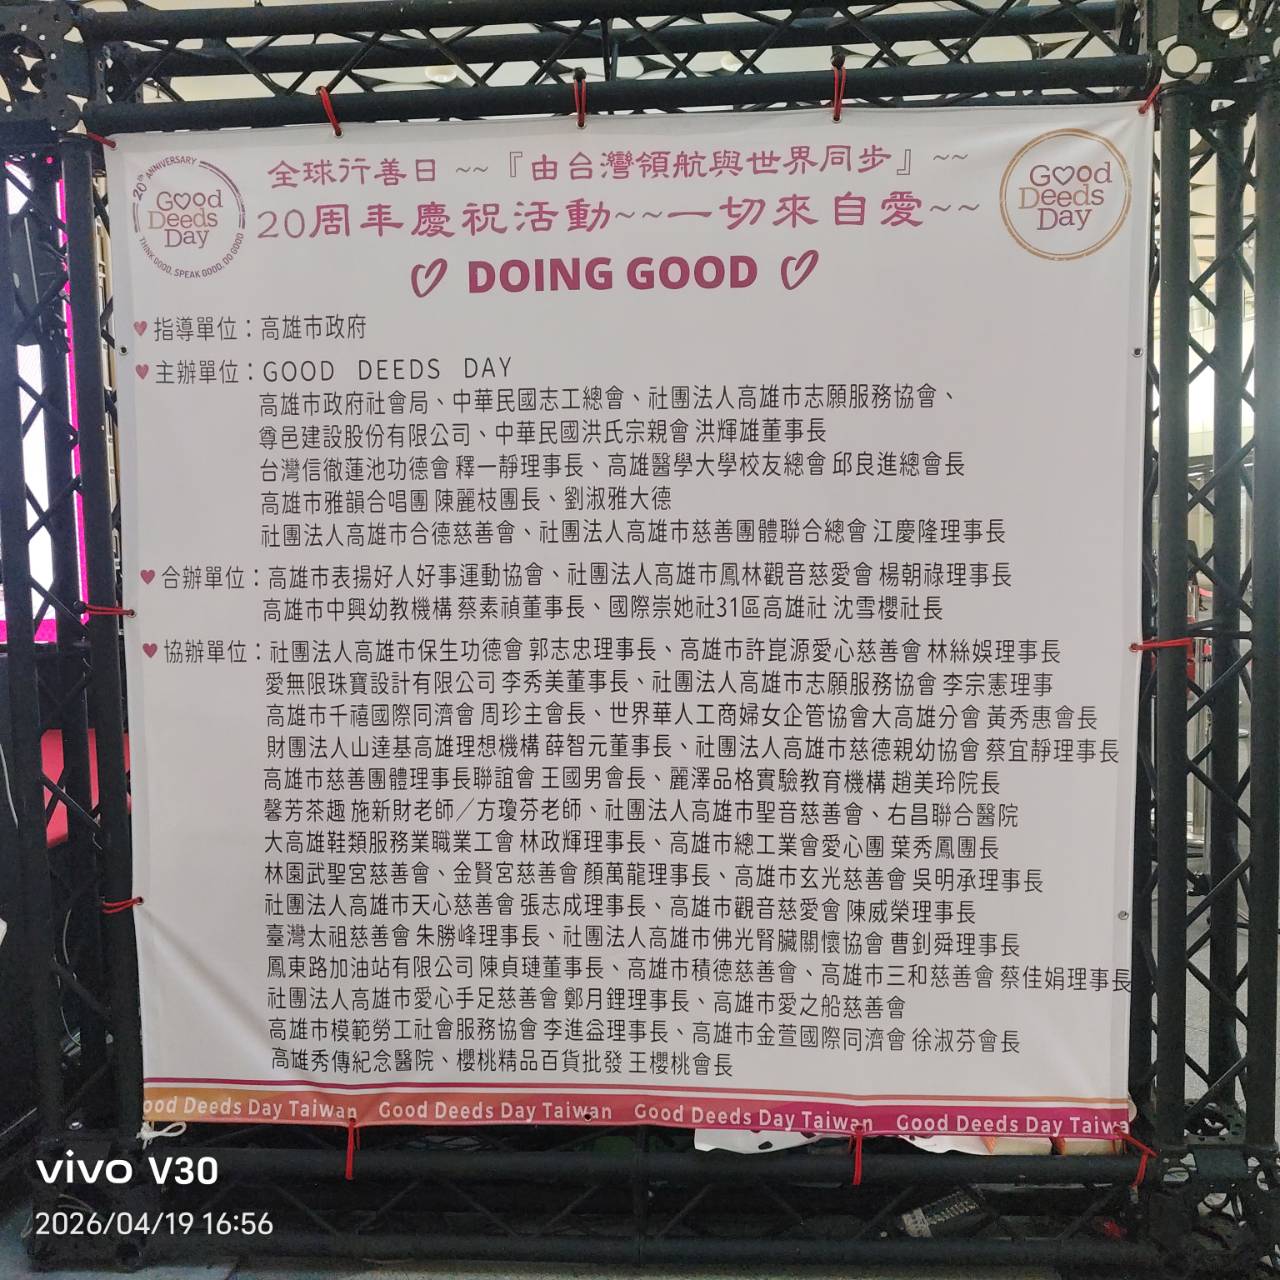 20th ANNIVERSARY
Good
Deeds
Day
THINK GOOD, SPEAK GOOD, DO GOOD
全球行善日 ~~『由台灣領航與世界同步』~~
20周年慶祝活動~~一切來自愛~~
Good
Deeds
Day
DOING GOOD
指導單位：高雄市政府
主辦單位：GOOD DEEDS DAY
高雄市政府社會局、中華民國志工總會、社團法人高雄市志願服務協會、
尊邑建設股份有限公司、中華民國洪氏宗親會 洪輝雄董事長
台灣信徹蓮池功德會 釋一靜理事長、高雄醫學大學校友總會 邱良進總會長
高雄市雅韻合唱團 陳麗枝團長、劉淑雅大德
社團法人高雄市合德慈善會、社團法人高雄市慈善團體聯合總會 江慶隆理事長
合辦單位：高雄市表揚好人好事運動協會、社團法人高雄市鳳林觀音慈愛會 楊朝祿理事長
高雄市中興幼教機構 蔡素禎董事長、國際崇她社31區高雄社 沈雪櫻社長
協辦單位：社團法人高雄市保生功德會 郭志忠理事長、高雄市許崑源愛心慈善會 林絲娛理事長
愛無限珠寶設計有限公司 李秀美董事長、社團法人高雄市志願服務協會 李宗憲理事
高雄市千禧國際同濟會 周珍主會長、世界華人工商婦女企管協會大高雄分會 黃秀惠會長
財團法人山達基高雄理想機構 薛智元董事長、社團法人高雄市慈德親幼協會 蔡宜靜理事長
高雄市慈善團體理事長聯誼會 王國男會長、麗澤品格實驗教育機構 趙美玲院長
馨芳茶趣 施新財老師／方瓊芬老師、社團法人高雄市聖音慈善會、右昌聯合醫院
大高雄鞋類服務業職業工會 林政輝理事長、高雄市總工業會愛心團 葉秀鳳團長
林園武聖宮慈善會、金賢宮慈善會 顏萬龍理事長、高雄市玄光慈善會 吳明承理事長
社團法人高雄市天心慈善會 張志成理事長、高雄市觀音慈愛會 陳威榮理事長
臺灣太祖慈善會 朱勝峰理事長、社團法人高雄市佛光腎臟關懷協會 曹釗舜理事長
鳳東路加油站有限公司 陳貞璉董事長、高雄市積德慈善會、高雄市三和慈善會 蔡佳娟理事長
社團法人高雄市愛心手足慈善會 鄭月鋰理事長、高雄市愛之船慈善會
高雄市模範勞工社會服務協會 李進益理事長、高雄市金萱國際同濟會 徐淑芬會長
高雄秀傳紀念醫院、櫻桃精品百貨批發 王櫻桃會長
ood Deeds Day Taiwan Good Deeds Day Taiwan Good Deeds Day Taiwan Good Deeds Day Taiwa
vivo V30
2026/04/19 16:56